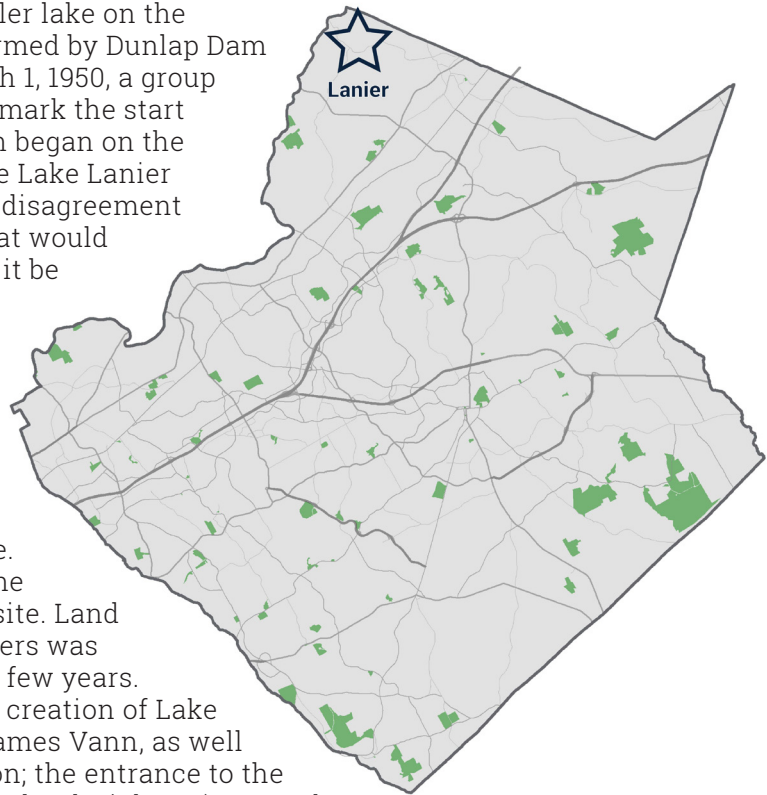 ler lake on the
rmed by Dunlap Dam
h 1, 1950, a group
mark the start
n began on the
e Lake Lanier
disagreement
at would
it be
Lanier
e.
ne
site. Land
ers was
few years.
creation of Lake
ames Vann, as well
on; the entrance to the